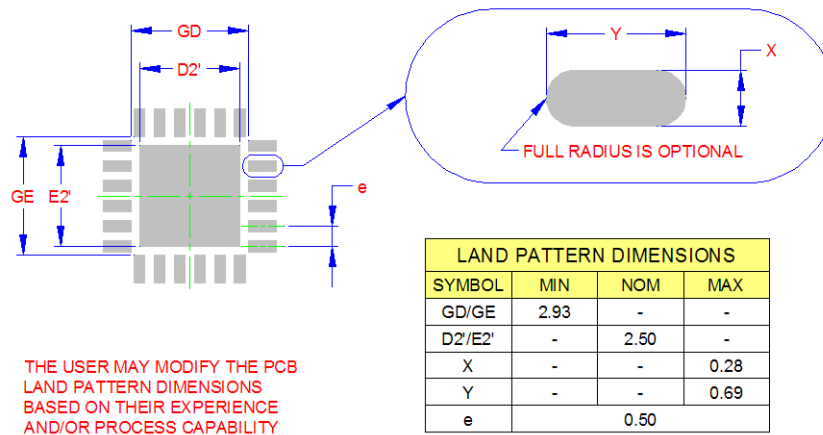 GD
D2'
GE
E2'
e
Y
X
FULL RADIUS IS OPTIONAL
LAND PATTERN DIMENSIONS
SYMBOL MIN NOM MAX
GD/GE 2.93 - -
D2'/E2' - 2.50 -
X - - 0.28
Y - - 0.69
e 0.50
THE USER MAY MODIFY THE PCB
LAND PATTERN DIMENSIONS
BASED ON THEIR EXPERIENCE
AND/OR PROCESS CAPABILITY